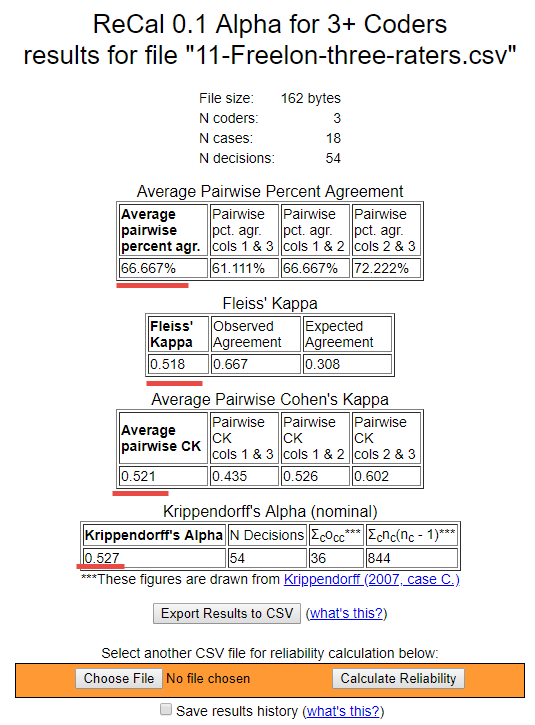 ReCal 0.1 Alpha for 3+ Coders
results for file "11-Freelon-three-raters.csv"
File size: 162 bytes
N coders: 3
N cases: 18
N decisions: 54
Average Pairwise Percent Agreement
Average pairwise percent agr. Pairwise pct. agr. cols 1 & 3 Pairwise pct. agr. cols 1 & 2 Pairwise pct. agr. cols 2 & 3
66.667% 61.111% 66.667% 72.222%
Fleiss' Kappa
Fleiss' Kappa Observed Agreement Expected Agreement
0.518 0.667 0.308
Average Pairwise Cohen's Kappa
Average pairwise CK Pairwise CK cols 1 & 3 Pairwise CK cols 1 & 2 Pairwise CK cols 2 & 3
0.521 0.435 0.526 0.602
Krippendorff's Alpha (nominal)
Krippendorff's Alpha N Decisions Σcocc*** Σcnc(nc - 1)***
0.527 54 36 844
***These figures are drawn from Krippendorff (2007, case C.)
Export Results to CSV (what's this?)
Select another CSV file for reliability calculation below:
Choose File No file chosen Calculate Reliability
Save results history (what's this?)